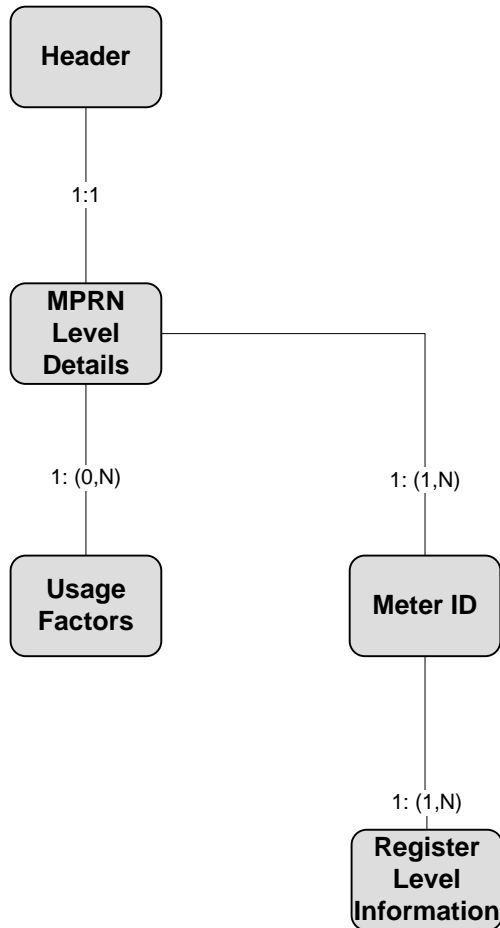 Header
1:1
MPRN
Level
Details
1: (0,N)
1: (1,N)
Usage
Factors
Meter ID
1: (1,N)
Register
Level
Information